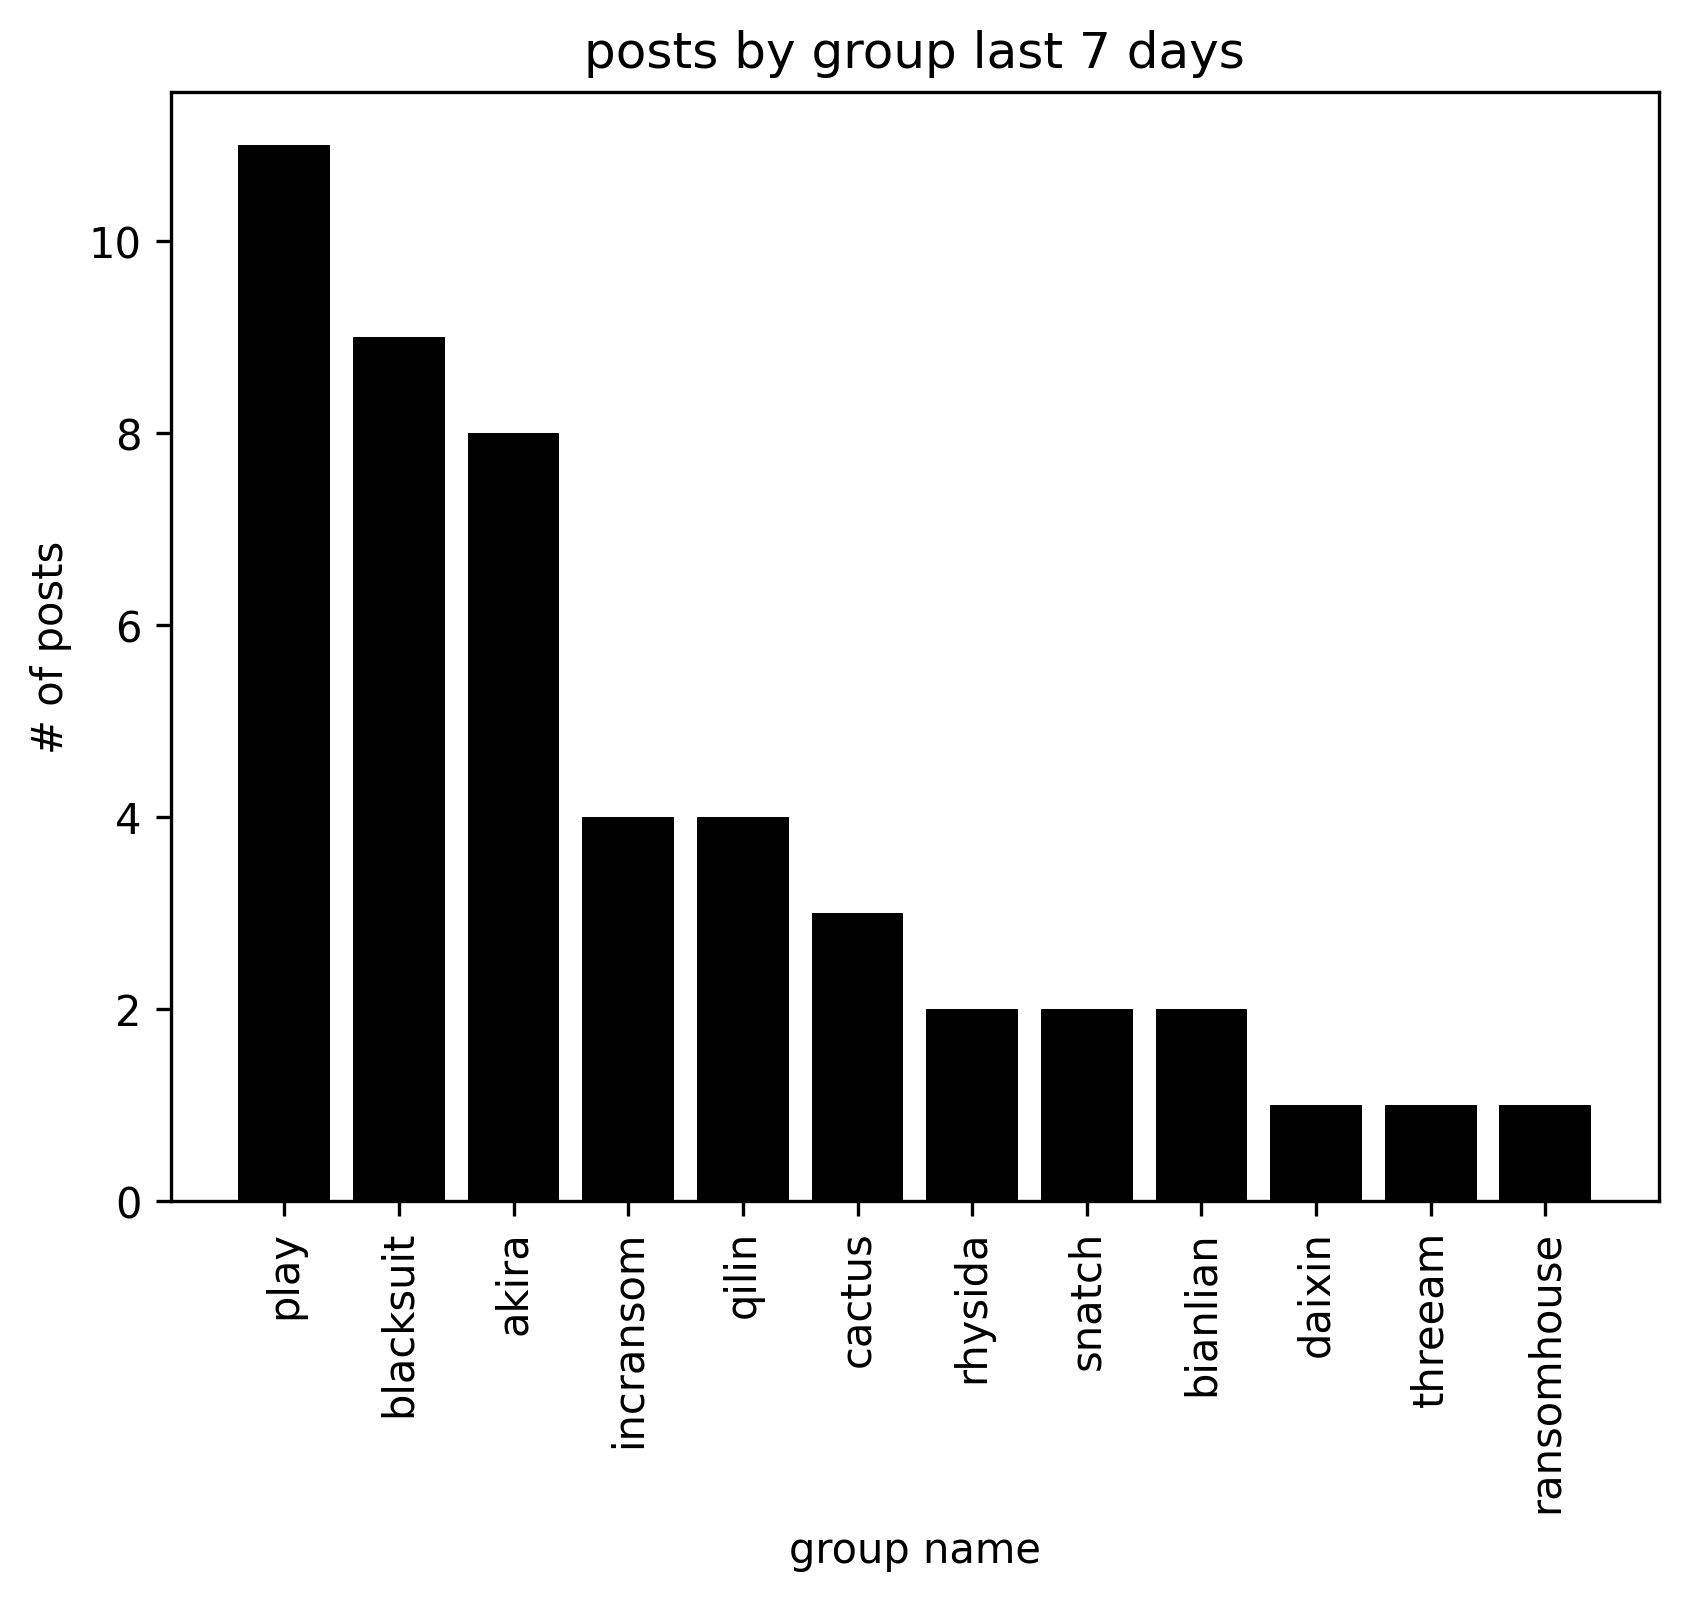 posts by group last 7 days
# of posts
10
8
6
4
2
0
play
blacksuit
akira
incransom
qilin
cactus
rhysida
snatch
bianlian
daixin
threeam
ransomhouse
group name